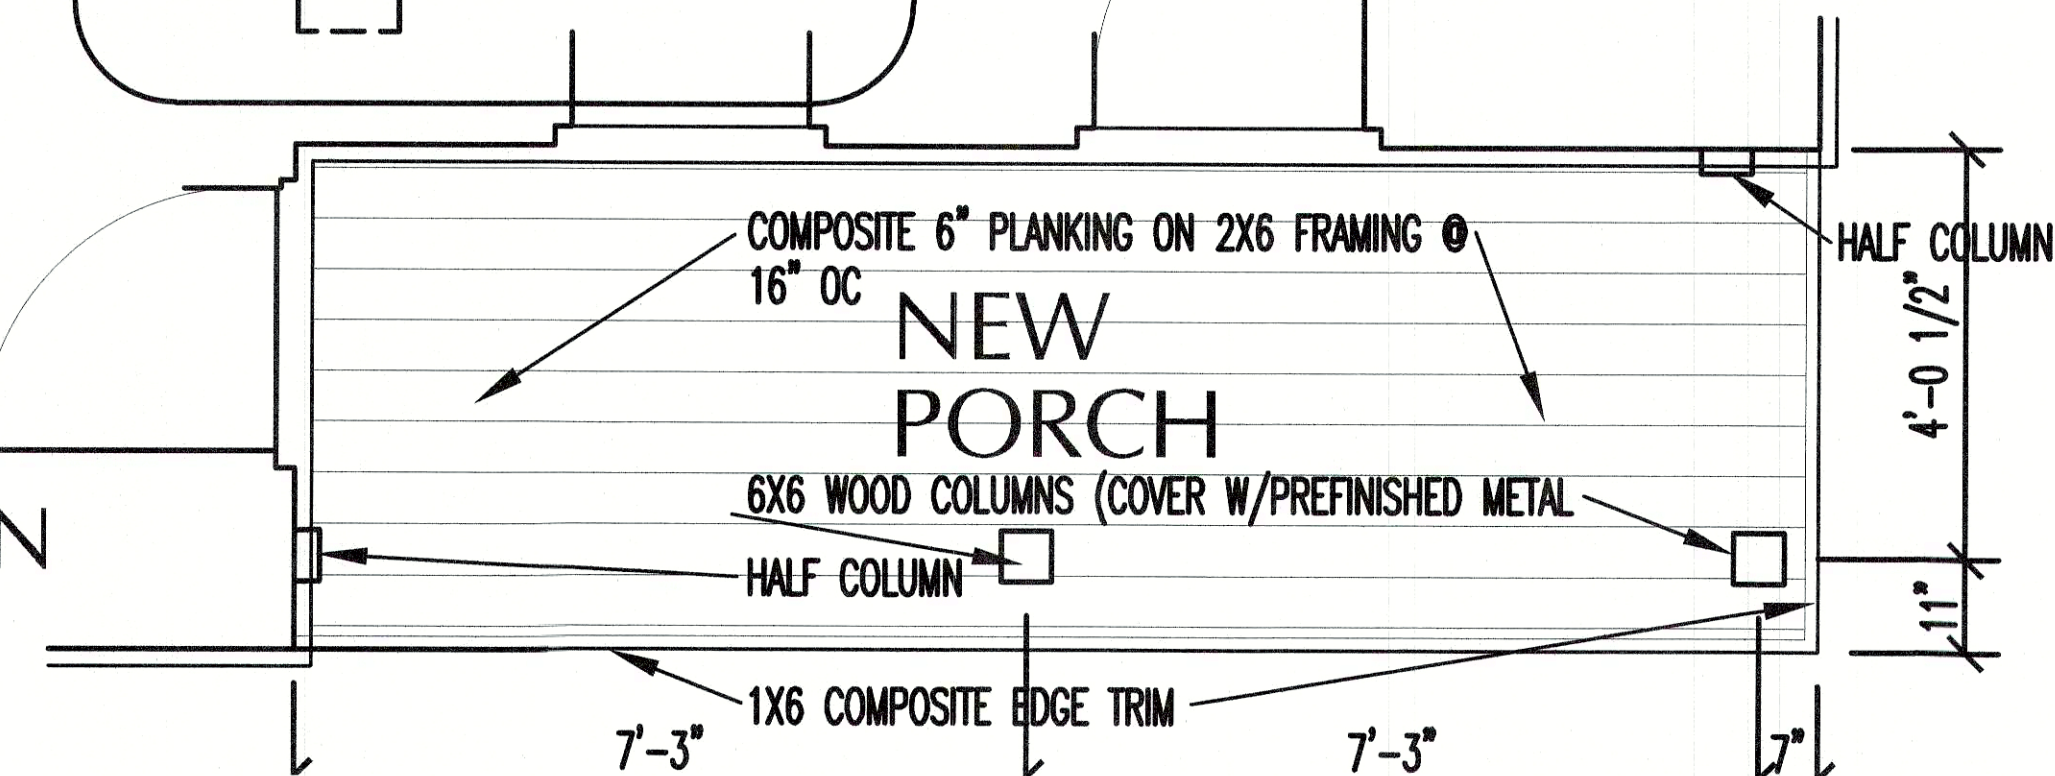 COMPOSITE 6" PLANKING ON 2X6 FRAMING @
16" OC
HALF COLUMN
NEW
PORCH
4'-0 1/2"
6X6 WOOD COLUMNS (COVER W/PREFINISHED METAL
N
HALF COLUMN
11"
1X6 COMPOSITE EDGE TRIM
7'-3"
7'-3"
7"